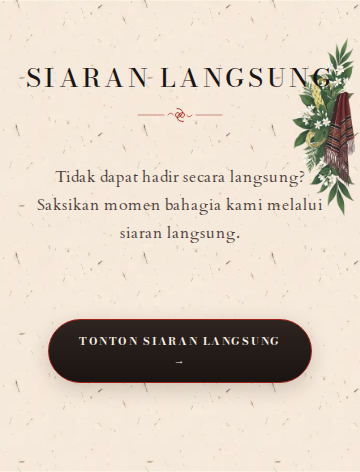 SIARAN LANGSUNG
Tidak dapat hadir secara langsung?
Saksikan momen bahagia kami melalui
siaran langsung.
TONTON SIARAN LANGSUNG
→